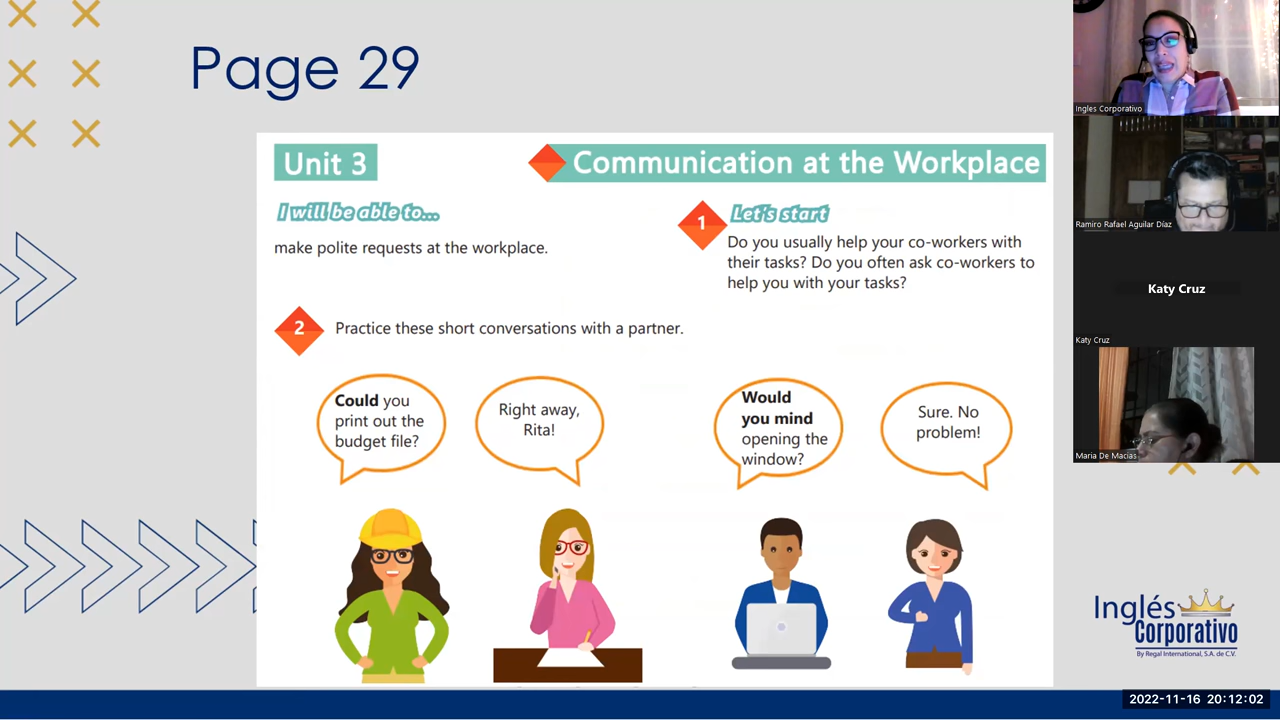 Page 29
Unit 3
Communication at the Workplace
I will be able to...
make polite requests at the workplace.
1
Let's start
Do you usually help your co-workers with
their tasks? Do you often ask co-workers to
help you with your tasks?
2
Practice these short conversations with a partner.
Could you
print out the
budget file?
Right away,
Rita!
Would
you mind
opening the
window?
Sure. No
problem!
Ingles Corporativo
Ramiro Rafael Aguilar Díaz
Katy Cruz
Katy Cruz
Maria De Macias
Inglés
Corporativo
By Regal International, S.A. de C.V.
2022-11-16 20:12:02